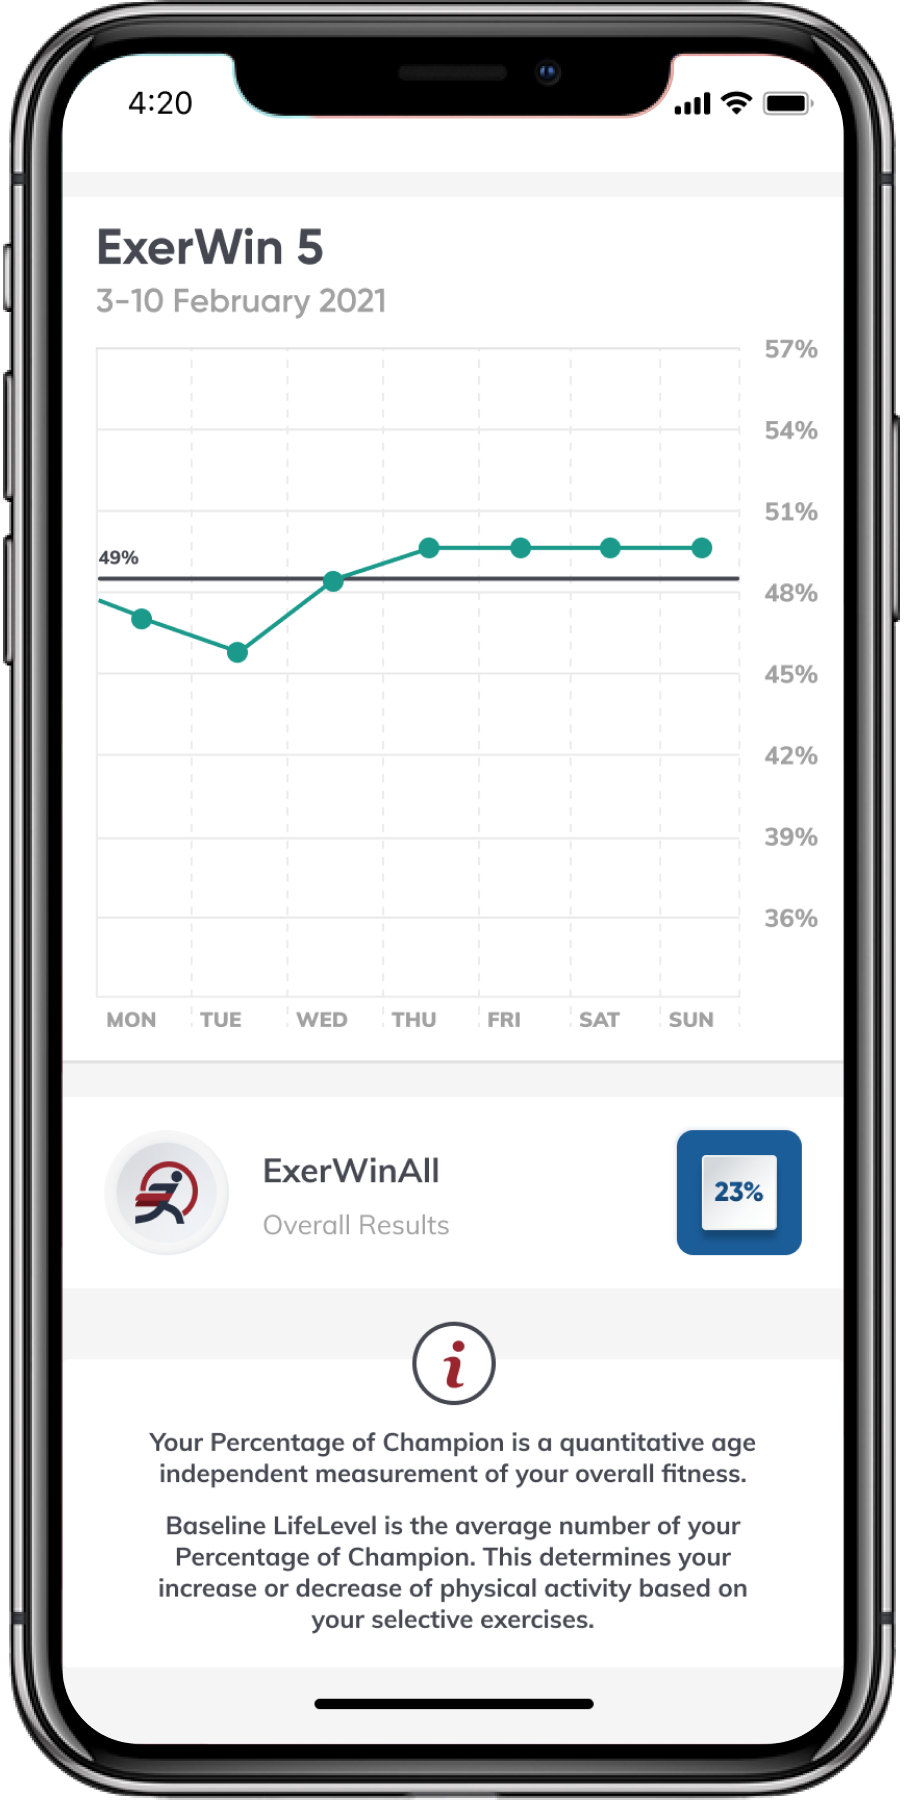 4:20
ExerWin 5
3-10 February 2021
57%
54%
51%
49%
48%
45%
42%
39%
36%
MON TUE WED THU FRI SAT SUN
ExerWinAll
Overall Results
23%
i
Your Percentage of Champion is a quantitative age
independent measurement of your overall fitness.
Baseline LifeLevel is the average number of your
Percentage of Champion. This determines your
increase or decrease of physical activity based on
your selective exercises.